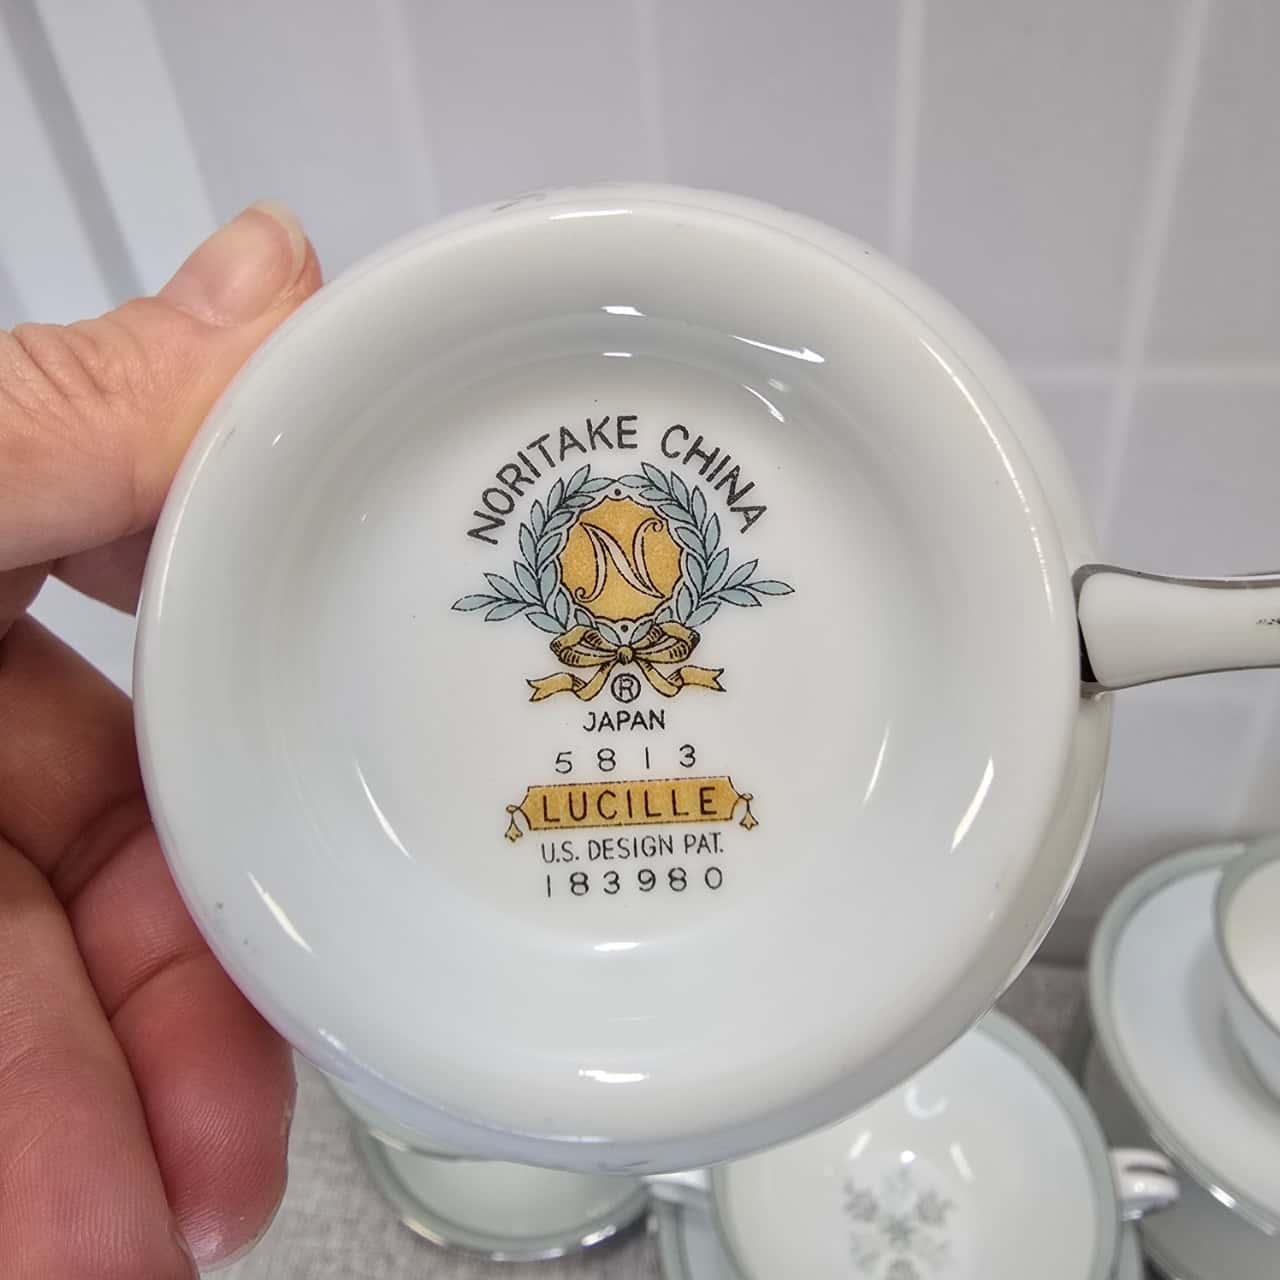 NORITAKE CHINA
N
®
JAPAN
5813
LUCILLE
U.S. DESIGN PAT.
183980